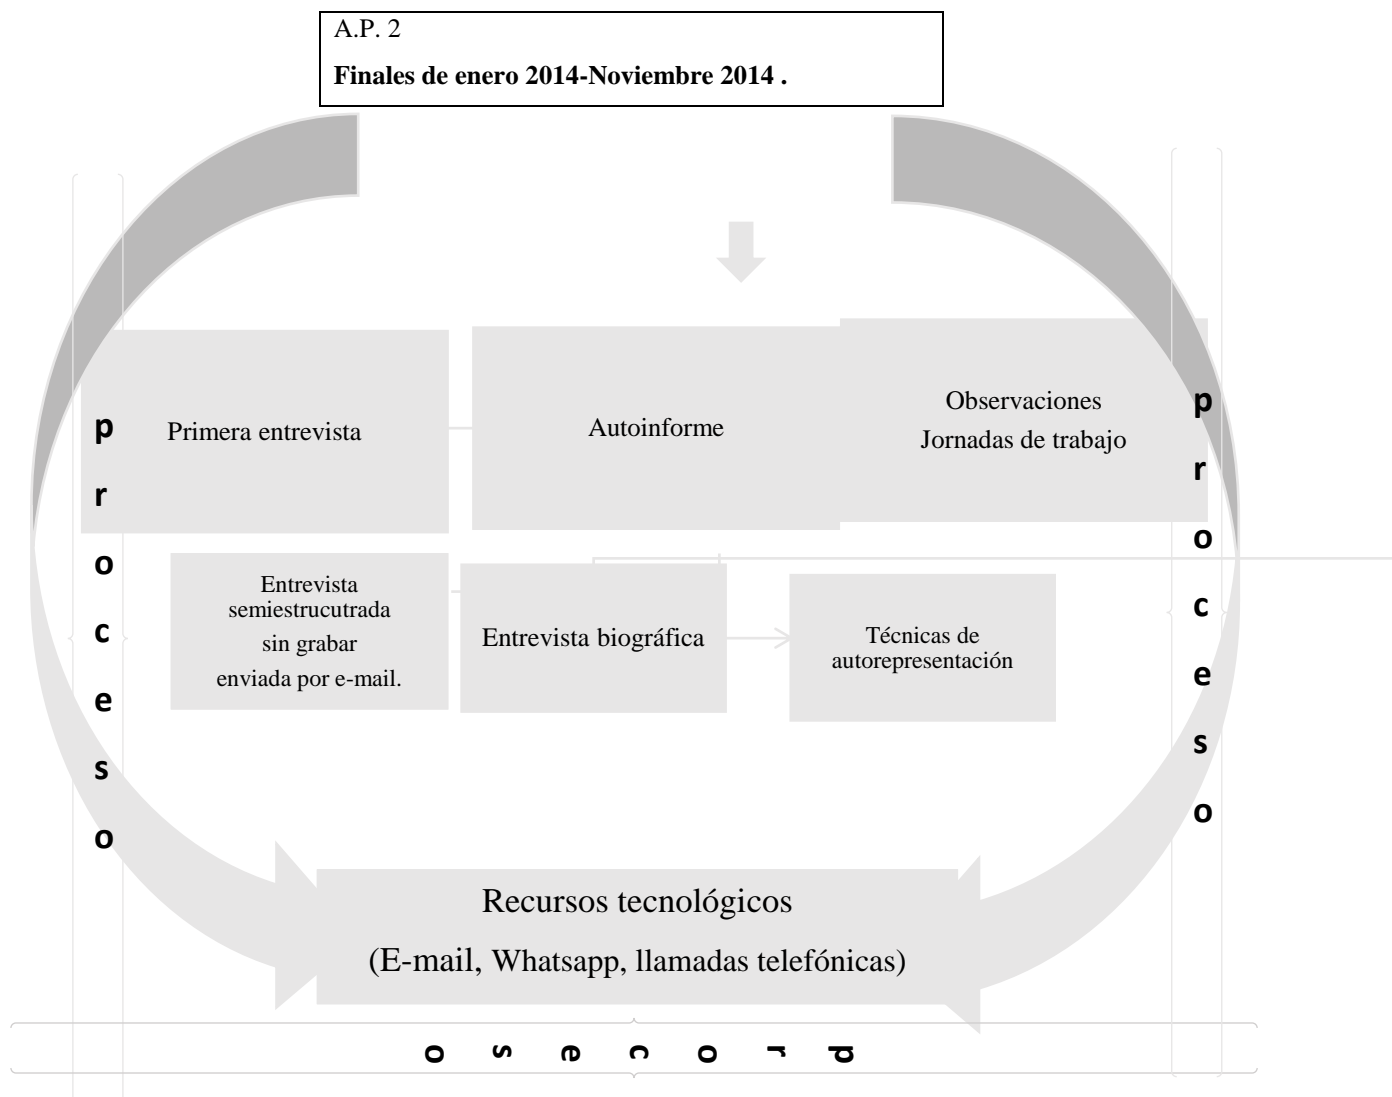 A.P. 2
Finales de enero 2014-Noviembre 2014 .
Primera entrevista
Autoinforme
Observaciones
Jornadas de trabajo
Entrevista
semiestrucutrada
sin grabar
enviada por e-mail.
Entrevista biográfica
Técnicas de
autorepresentación
p
r
o
c
e
s
o
p
r
o
c
e
s
o
Recursos tecnológicos
(E-mail, Whatsapp, llamadas telefónicas)
p r o c e s o